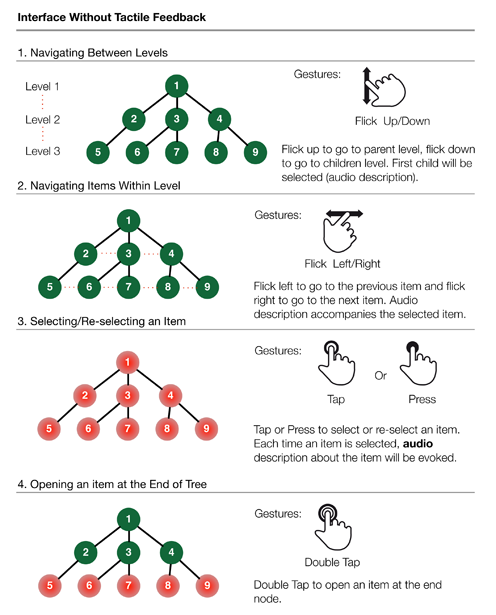 Interface Without Tactile Feedback
1. Navigating Between Levels
Level 1
Level 2
Level 3
1
2 3 4
5 6 7 8 9
Gestures:
Flick Up/Down
Flick up to go to parent level, flick down
to go to children level. First child will be
selected (audio description).
2. Navigating Items Within Level
1
2 3 4
5 6 7 8 9
Gestures:
Flick Left/Right
Flick left to go to the previous item and flick
right to go to the next item. Audio
description accompanies the selected item.
3. Selecting/Re-selecting an Item
1
2 3 4
5 6 7 8 9
Gestures:
Tap Or Press
Tap or Press to select or re-select an item.
Each time an item is selected, audio
description about the item will be evoked.
4. Opening an item at the End of Tree
1
2 3 4
5 6 7 8 9
Gestures:
Double Tap
Double Tap to open an item at the end
node.